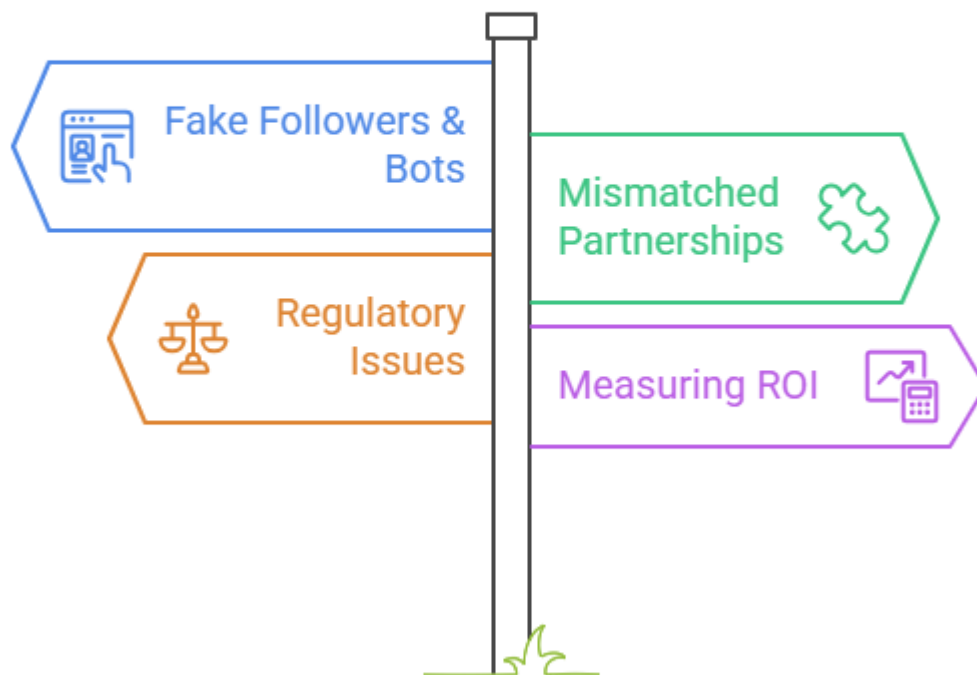 Fake Followers &
Bots
Mismatched
Partnerships
Regulatory
Issues
Measuring ROI